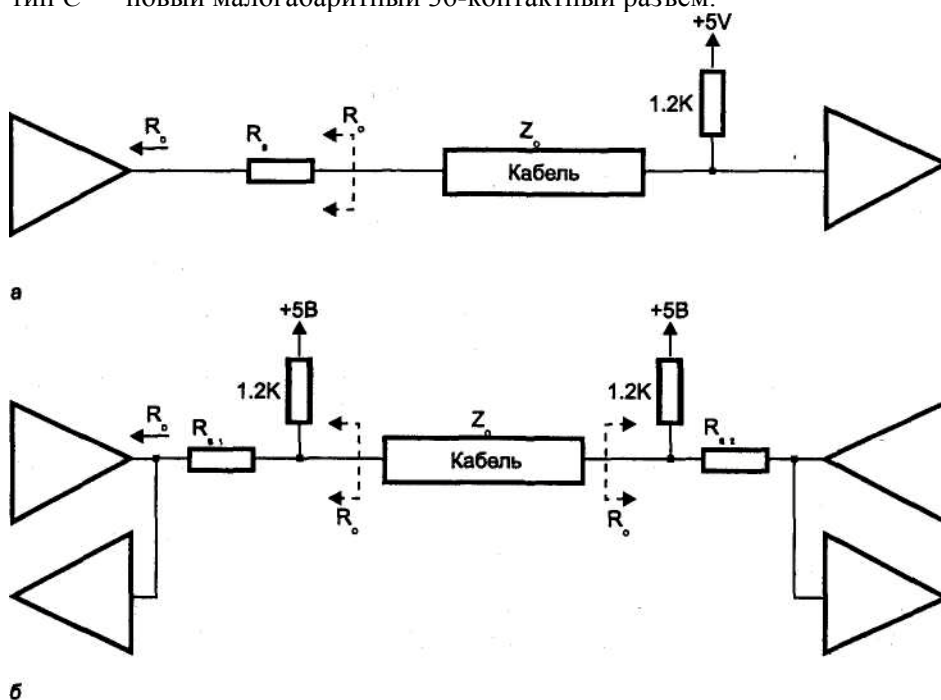 тип С — новый малогабаритный 36-контактный разъем.
+5V
1.2K
R₀ Rₛ R₀ Z₀
Кабель
а
+5В +5В
1.2K 1.2K
R₀ Rₛ₁ Z₀ Rₛ₂
Кабель
R₀ R₀
б